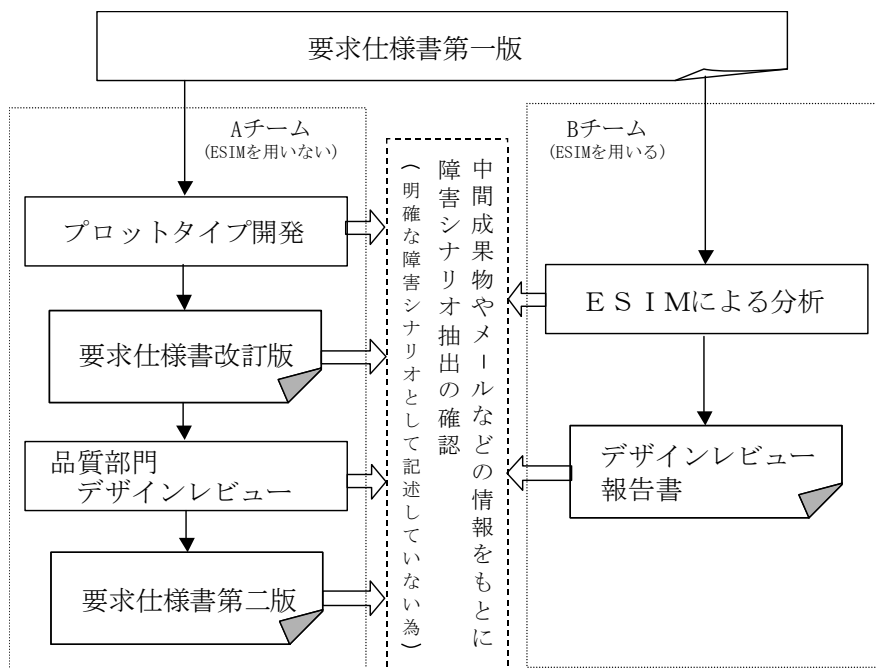 要求仕様書第一版
Aチーム
(ESIMを用いない)
プロットタイプ開発
要求仕様書改訂版
品質部門
デザインレビュー
要求仕様書第二版
中間成果物やメールなどの情報をもとに
障害シナリオ抽出の確認
(明確な障害シナリオとして記述していない為)
Bチーム
(ESIMを用いる)
ESIMによる分析
デザインレビュー
報告書